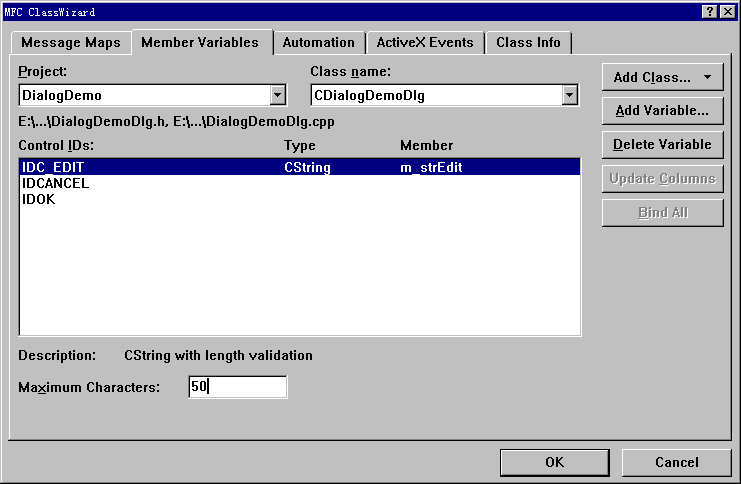 MFC ClassWizard
Message Maps Member Variables Automation ActiveX Events Class Info
Project: Class name:
DialogDemo CDialogDemoDlg
E:\...\DialogDemoDlg.h, E:\...\DialogDemoDlg.cpp
Control IDs: Type Member
IDC_EDIT CString m_strEdit
IDCANCEL
IDOK
Add Class...
Add Variable...
Delete Variable
Update Columns
Bind All
Description: CString with length validation
Maximum Characters: 50
OK Cancel